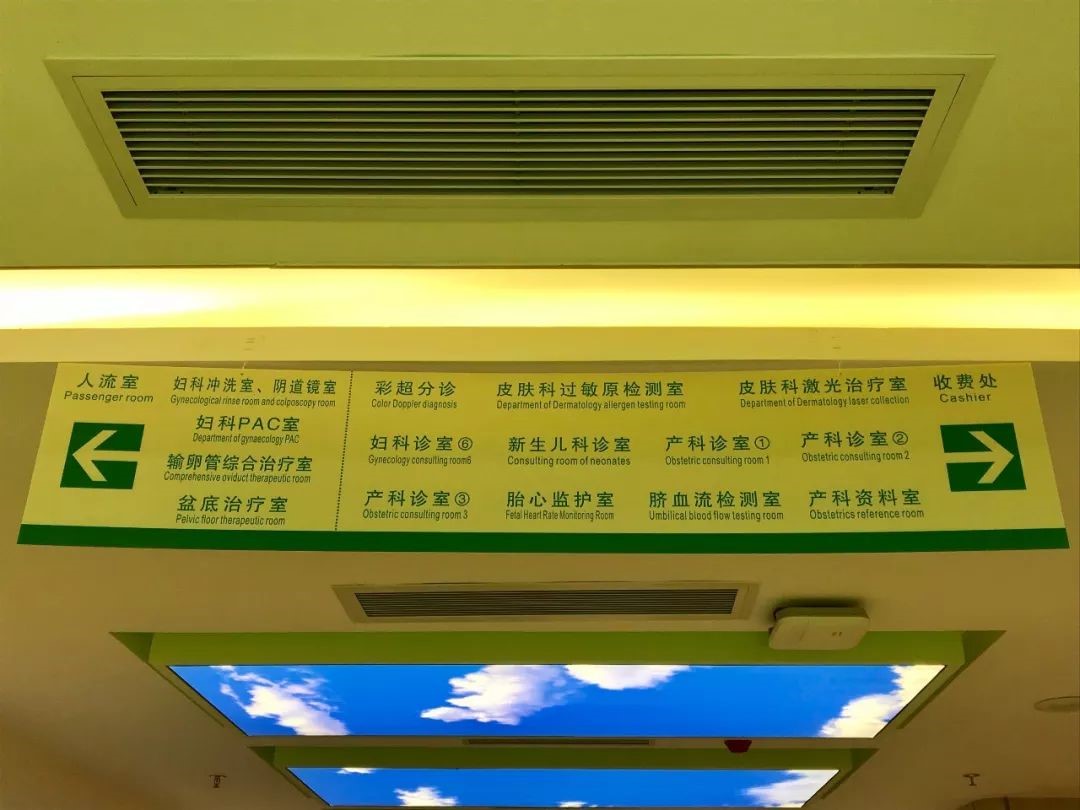 人流室
Passenger room
妇科冲洗室、阴道镜室
Gynecological rinse room and colposcopy room
妇科PAC室
Department of gynaecology PAC
输卵管综合治疗室
Comprehensive oviduct therapeutic room
盆底治疗室
Pelvic floor therapeutic room
彩超分诊
Color Doppler diagnosis
皮肤科过敏原检测室
Department of Dermatology allergen testing room
皮肤科激光治疗室
Department of Dermatology laser collection
收费处
Cashier
妇科诊室⑥
Gynecology consulting room6
新生儿科诊室
Consulting room of neonates
产科诊室①
Obstetric consulting room 1
产科诊室②
Obstetric consulting room 2
产科诊室③
Obstetric consulting room 3
胎心监护室
Fetal Heart Rate Monitoring Room
脐血流检测室
Umbilical blood flow testing room
产科资料室
Obstetrics reference room